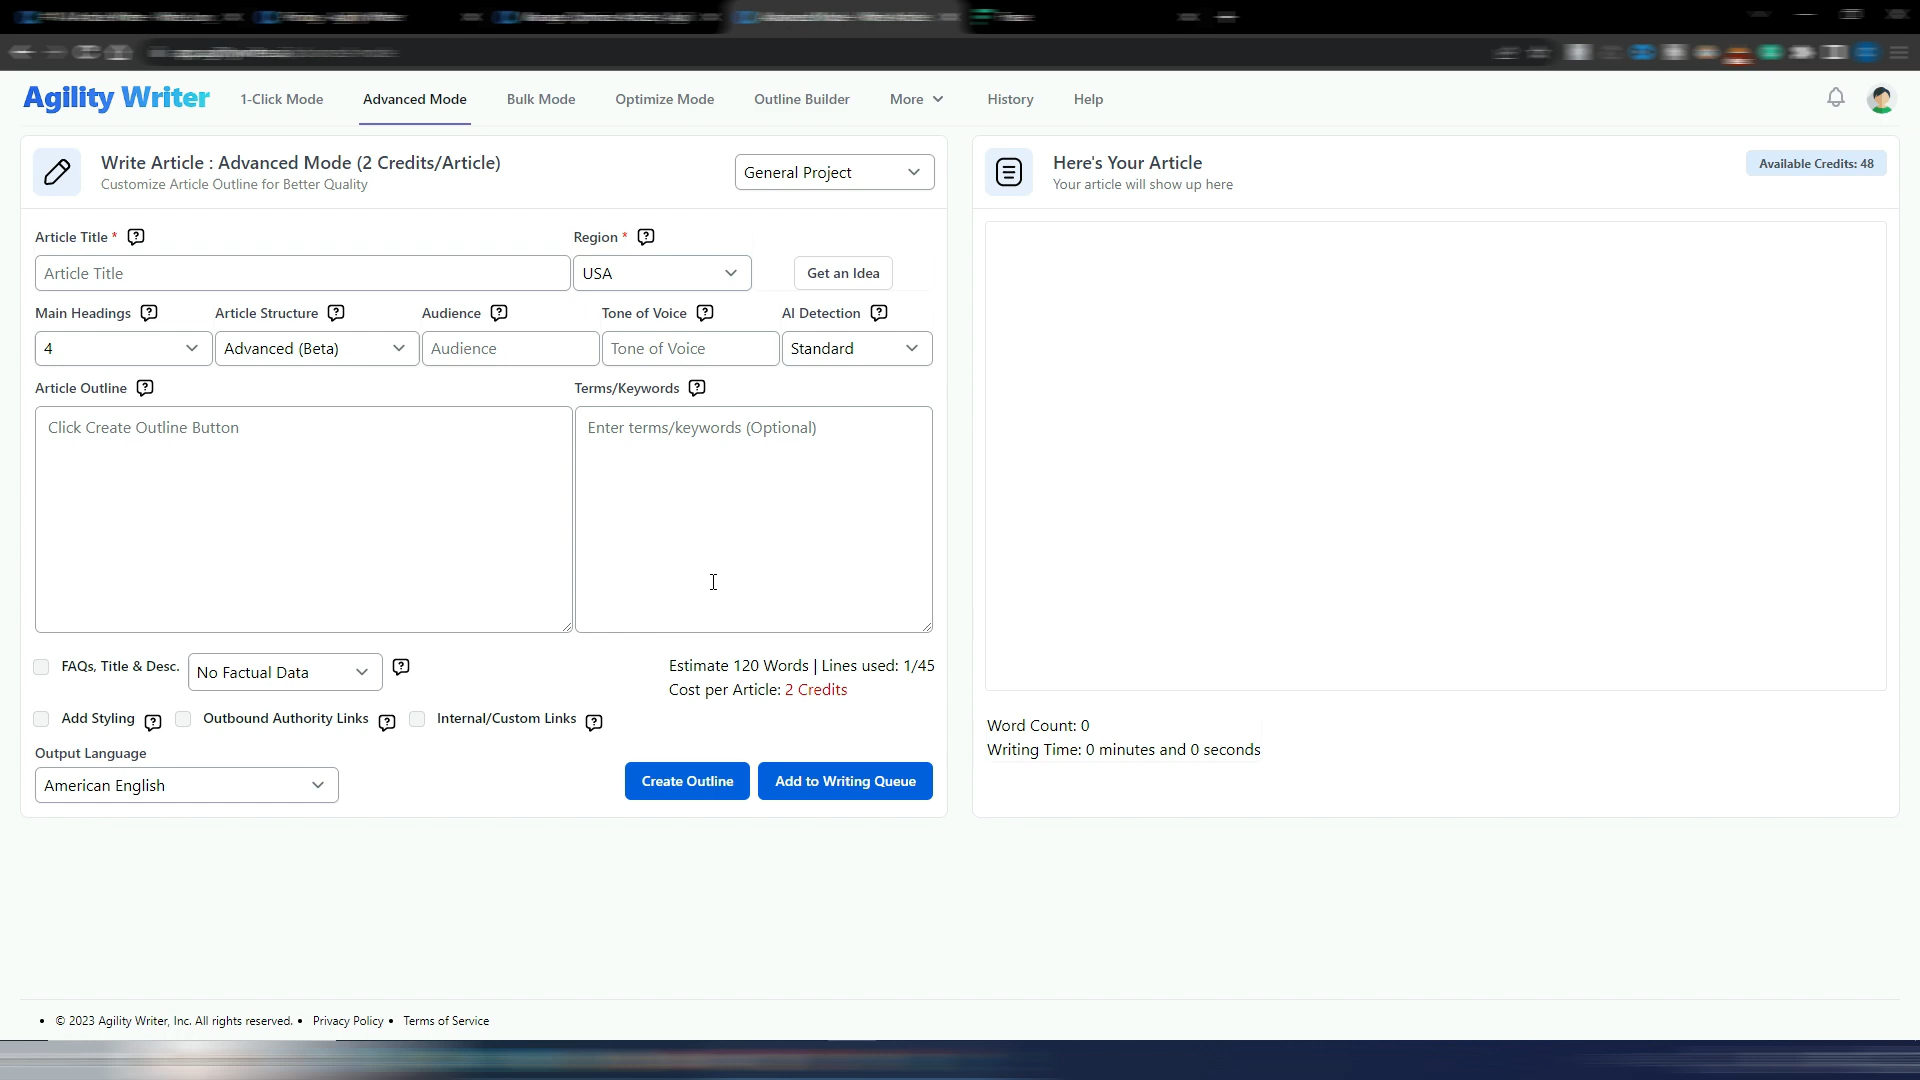 Agility Writer
1-Click Mode
Advanced Mode
Bulk Mode
Optimize Mode
Outline Builder
More
History
Help
Write Article : Advanced Mode (2 Credits/Article)
Customize Article Outline for Better Quality
General Project
Article Title *
Region *
Article Title
USA
Get an Idea
Main Headings
Article Structure
Audience
Tone of Voice
AI Detection
4
Advanced (Beta)
Audience
Tone of Voice
Standard
Article Outline
Terms/Keywords
Click Create Outline Button
Enter terms/keywords (Optional)
FAQs, Title & Desc.
No Factual Data
Estimate 120 Words | Lines used: 1/45
Cost per Article: 2 Credits
Add Styling
Outbound Authority Links
Internal/Custom Links
Output Language
American English
Create Outline
Add to Writing Queue
Here's Your Article
Your article will show up here
Available Credits: 48
Word Count: 0
Writing Time: 0 minutes and 0 seconds
• © 2023 Agility Writer, Inc. All rights reserved. • Privacy Policy • Terms of Service